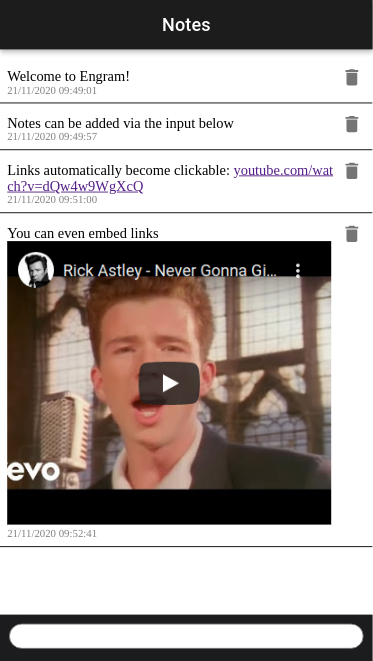 Notes
Welcome to Engram!
21/11/2020 09:49:01
Notes can be added via the input below
21/11/2020 09:49:57
Links automatically become clickable: youtube.com/wat
ch?v=dQw4w9WgXcQ
21/11/2020 09:51:00
You can even embed links
Rick Astley - Never Gonna Gi...
evo
21/11/2020 09:52:41